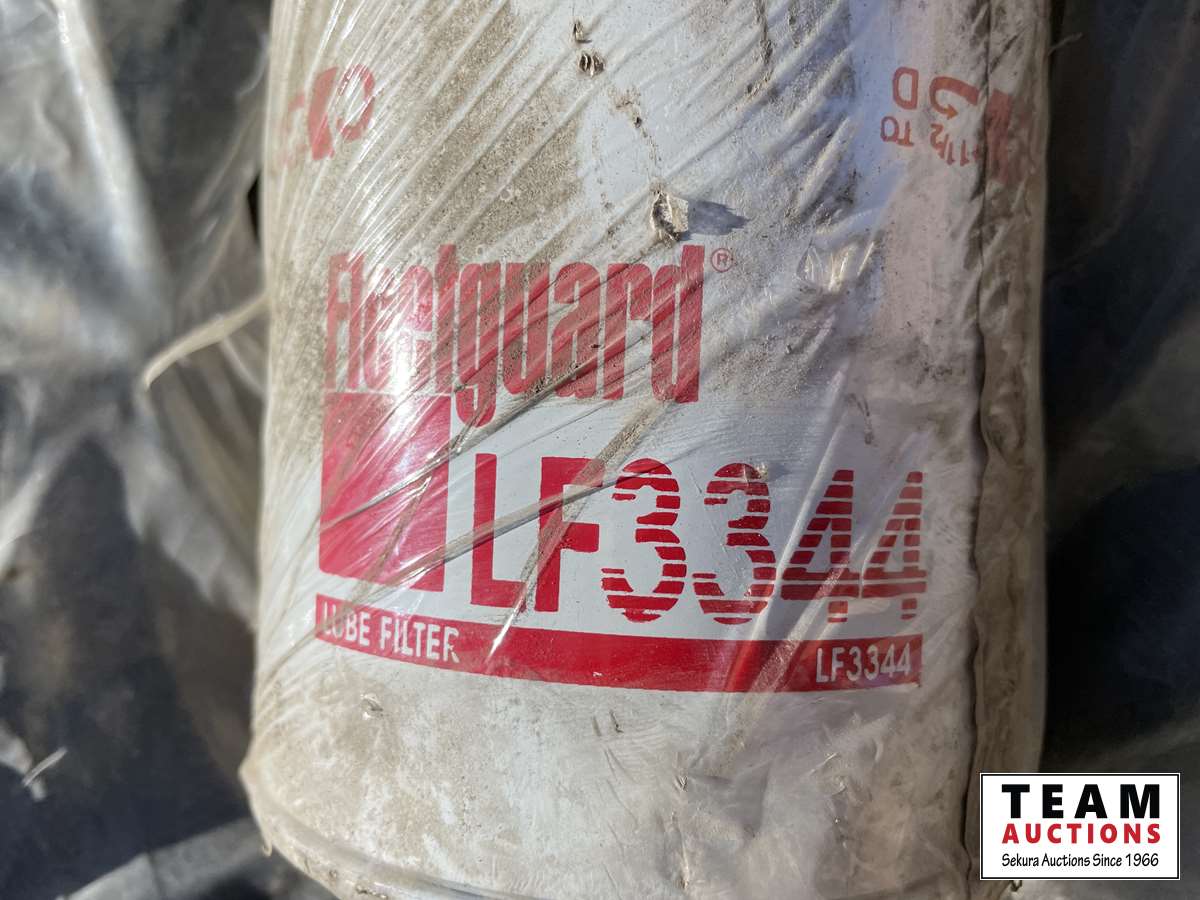 Fleetguard®
LF3344
LUBE FILTER
LF3344
TEAM
AUCTIONS
Sekura Auctions Since 1966